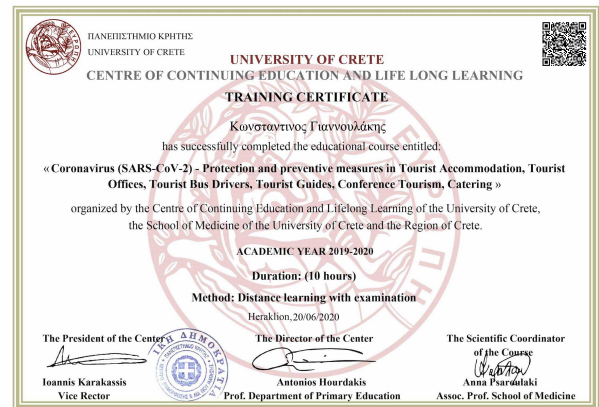 ΠΑΝΕΠΙΣΤΗΜΙΟ ΚΡΗΤΗΣ
UNIVERSITY OF CRETE
UNIVERSITY OF CRETE
CENTRE OF CONTINUING EDUCATION AND LIFE LONG LEARNING
TRAINING CERTIFICATE
Κωνσταντινος Γιαννουλάκης
has successfully completed the educational course entitled:
«Coronavirus (SARS-CoV-2) - Protection and preventive measures in Tourist Accommodation, Tourist
Offices, Tourist Bus Drivers, Tourist Guides, Conference Tourism, Catering »
organized by the Centre of Continuing Education and Lifelong Learning of the University of Crete,
the School of Medicine of the University of Crete and the Region of Crete.
ACADEMIC YEAR 2019-2020
Duration: (10 hours)
Method: Distance learning with examination
Heraklion, 20/06/2020
The President of the Center
The Director of the Center
The Scientific Coordinator
of the Course
Ioannis Karakassis
Antonios Hourdakis
Anna Psaroulaki
Vice Rector
Prof. Department of Primary Education
Assoc. Prof. School of Medicine